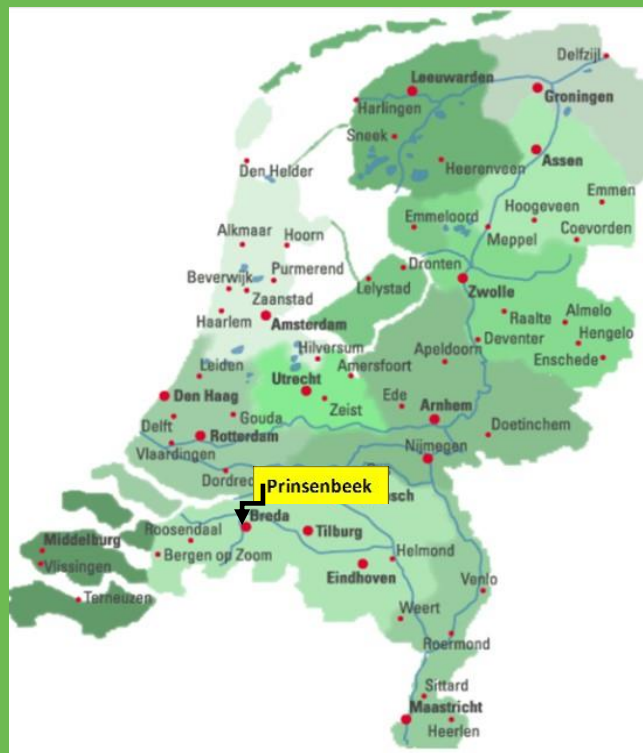 Delfzijl
Leeuwarden
Groningen
Harlingen
Sneek
Assen
Heerenveen
Den Helder
Emmen
Hoogeveen
Emmeloord
Meppel
Coevorden
Alkmaar
Hoorn
Dronten
Purmerend
Beverwijk
Lelystad
Zwolle
Zaanstad
Raalte
Almelo
Haarlem
Amsterdam
Deventer
Hengelo
Hilversum
Apeldoorn
Enschede
Leiden
Amersfoort
Utrecht
Den Haag
Zeist
Ede
Arnhem
Gouda
Delft
Doetinchem
Rotterdam
Vlaardingen
Nijmegen
Prinsenbeek
Breda
Roosendaal
Tilburg
Middelburg
Bergen op Zoom
Helmond
Vlissingen
Eindhoven
Venlo
Terneuzen
Weert
Roermond
Sittard
Maastricht
Heerlen